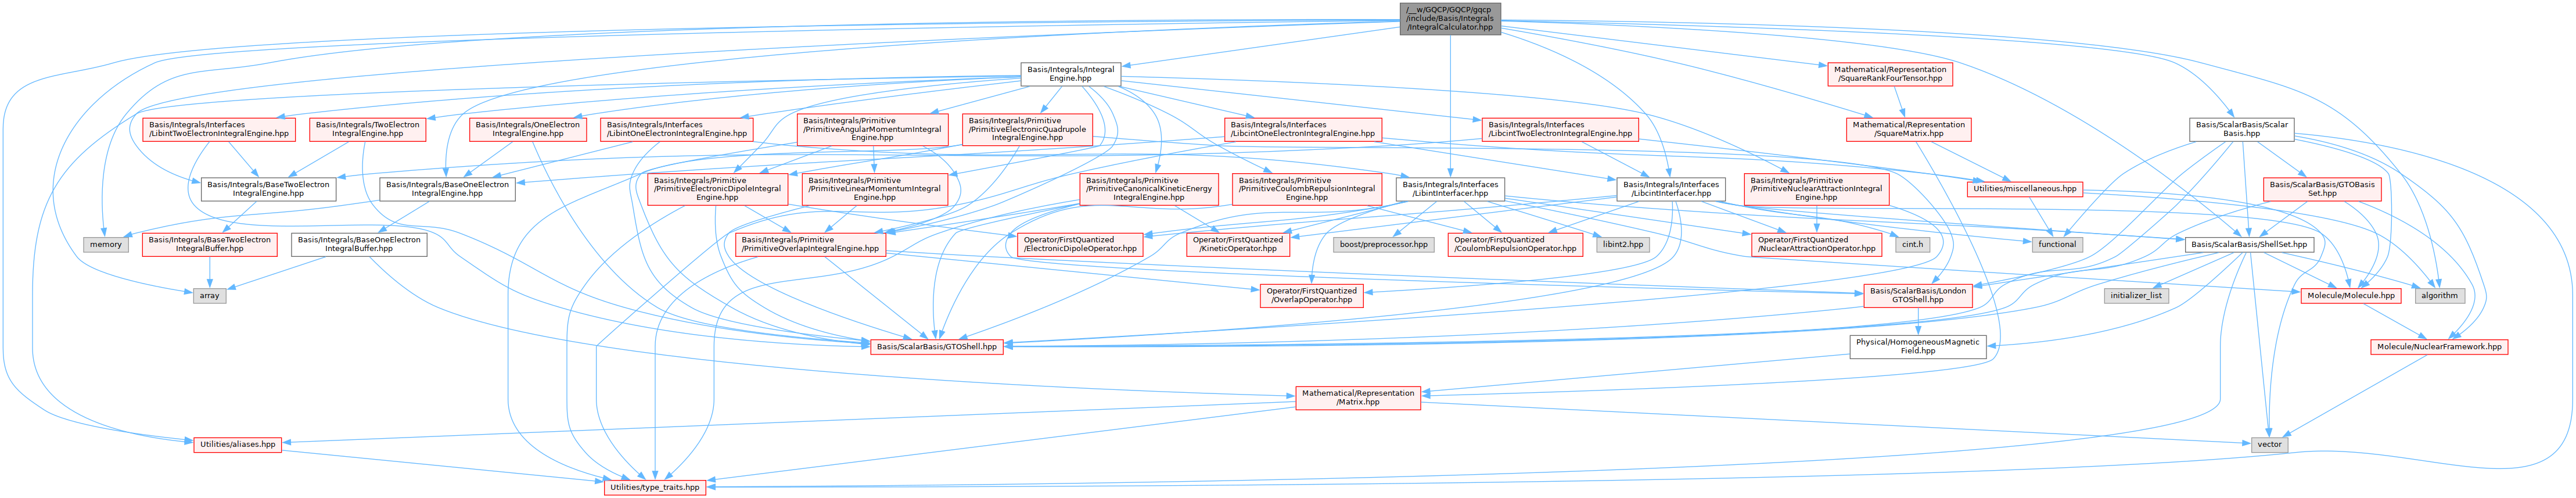 /__w/GQCP/GQCP/gqcp
/include/Basis/Integrals
/IntegralCalculator.hpp
Basis/Integrals/Integral
Engine.hpp
Mathematical/Representation
/SquareRankFourTensor.hpp
Basis/Integrals/Interfaces
/LibintTwoElectronIntegralEngine.hpp
Basis/Integrals/TwoElectron
IntegralEngine.hpp
Basis/Integrals/OneElectron
IntegralEngine.hpp
Basis/Integrals/Interfaces
/LibintOneElectronIntegralEngine.hpp
Basis/Integrals/Primitive
/PrimitiveAngularMomentumIntegral
Engine.hpp
Basis/Integrals/Primitive
/PrimitiveElectronicQuadrupole
IntegralEngine.hpp
Basis/Integrals/Interfaces
/LibcintOneElectronIntegralEngine.hpp
Basis/Integrals/Interfaces
/LibcintTwoElectronIntegralEngine.hpp
Mathematical/Representation
/SquareMatrix.hpp
Basis/ScalarBasis/Scalar
Basis.hpp
Basis/Integrals/BaseTwoElectron
IntegralEngine.hpp
Basis/Integrals/BaseOneElectron
IntegralEngine.hpp
Basis/Integrals/Primitive
/PrimitiveElectronicDipoleIntegral
Engine.hpp
Basis/Integrals/Primitive
/PrimitiveLinearMomentumIntegral
Engine.hpp
Basis/Integrals/Primitive
/PrimitiveCanonicalKineticEnergy
IntegralEngine.hpp
Basis/Integrals/Primitive
/PrimitiveCoulombRepulsionIntegral
Engine.hpp
Basis/Integrals/Interfaces
/LibintInterfacer.hpp
Basis/Integrals/Interfaces
/LibcintInterfacer.hpp
Basis/Integrals/Primitive
/PrimitiveNuclearAttractionIntegral
Engine.hpp
Utilities/miscellaneous.hpp
Basis/ScalarBasis/GTOBasis
Set.hpp
memory
Basis/Integrals/BaseTwoElectron
IntegralBuffer.hpp
Basis/Integrals/BaseOneElectron
IntegralBuffer.hpp
Basis/Integrals/Primitive
/PrimitiveOverlapIntegralEngine.hpp
Operator/FirstQuantized
/ElectronicDipoleOperator.hpp
Operator/FirstQuantized
/KineticOperator.hpp
boost/preprocessor.hpp
Operator/FirstQuantized
/CoulombRepulsionOperator.hpp
libint2.hpp
Operator/FirstQuantized
/NuclearAttractionOperator.hpp
cint.h
functional
Basis/ScalarBasis/ShellSet.hpp
array
Operator/FirstQuantized
/OverlapOperator.hpp
Basis/ScalarBasis/London
GTOShell.hpp
initializer_list
Molecule/Molecule.hpp
algorithm
Basis/ScalarBasis/GTOShell.hpp
Physical/HomogeneousMagnetic
Field.hpp
Molecule/NuclearFramework.hpp
Mathematical/Representation
/Matrix.hpp
Utilities/aliases.hpp
vector
Utilities/type_traits.hpp